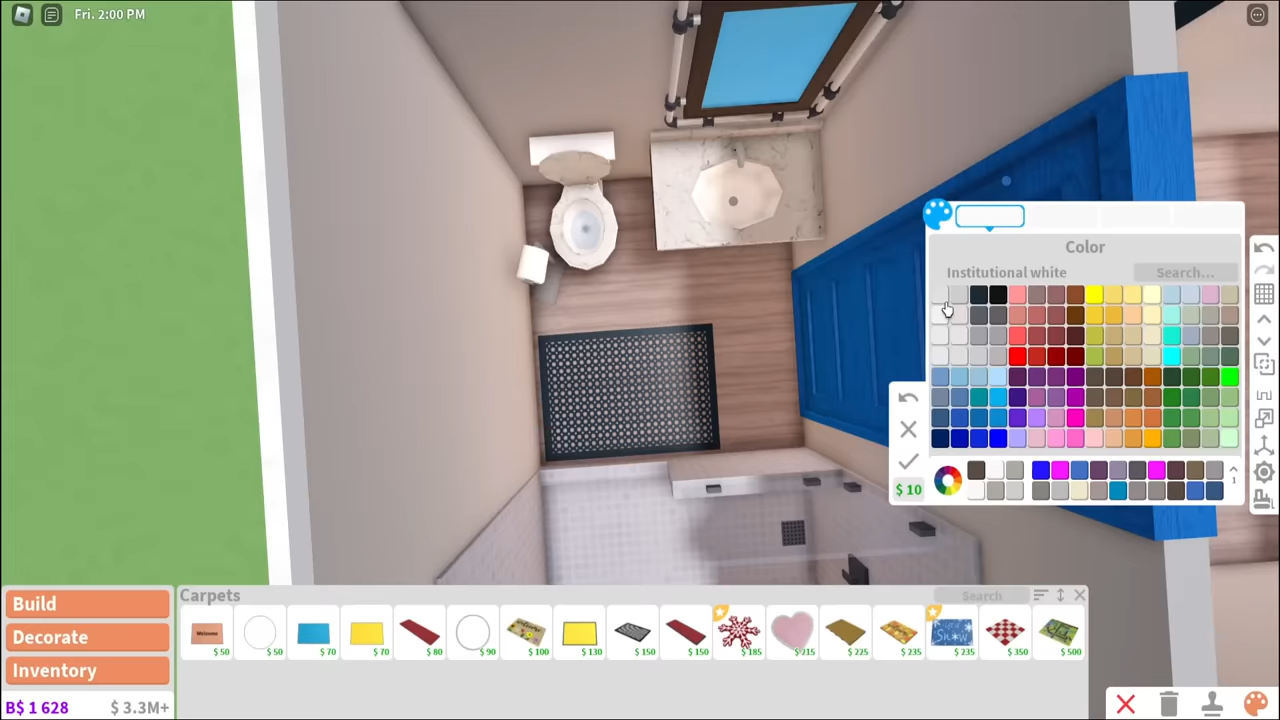 Fri. 2:00 PM
Color
Institutional white
Search...
$ 10
1
Build
Decorate
Inventory
B$ 1 628
$ 3.3M+
Carpets
Search
Welcome
$ 50
$ 50
$ 70
$ 70
$ 80
$ 90
$ 100
$ 130
$ 150
$ 150
$ 185
$ 215
$ 225
$ 235
$ 235
$ 350
$ 500